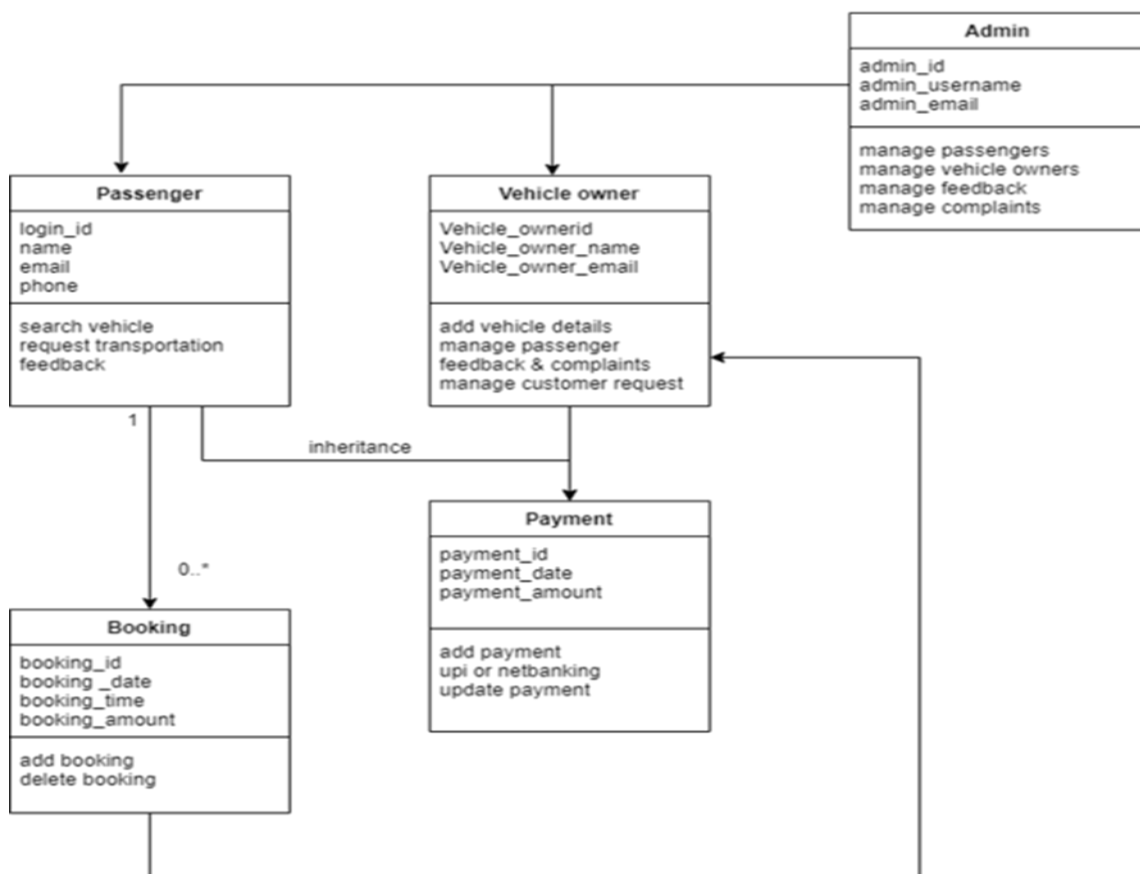 Admin
admin_id
admin_username
admin_email
manage passengers
manage vehicle owners
manage feedback
manage complaints
Passenger
login_id
name
email
phone
search vehicle
request transportation
feedback
Vehicle owner
Vehicle_ownerid
Vehicle_owner_name
Vehicle_owner_email
add vehicle details
manage passenger
feedback & complaints
manage customer request
1
inheritance
0..*
Payment
payment_id
payment_date
payment_amount
add payment
upi or netbanking
update payment
Booking
booking_id
booking _date
booking_time
booking_amount
add booking
delete booking